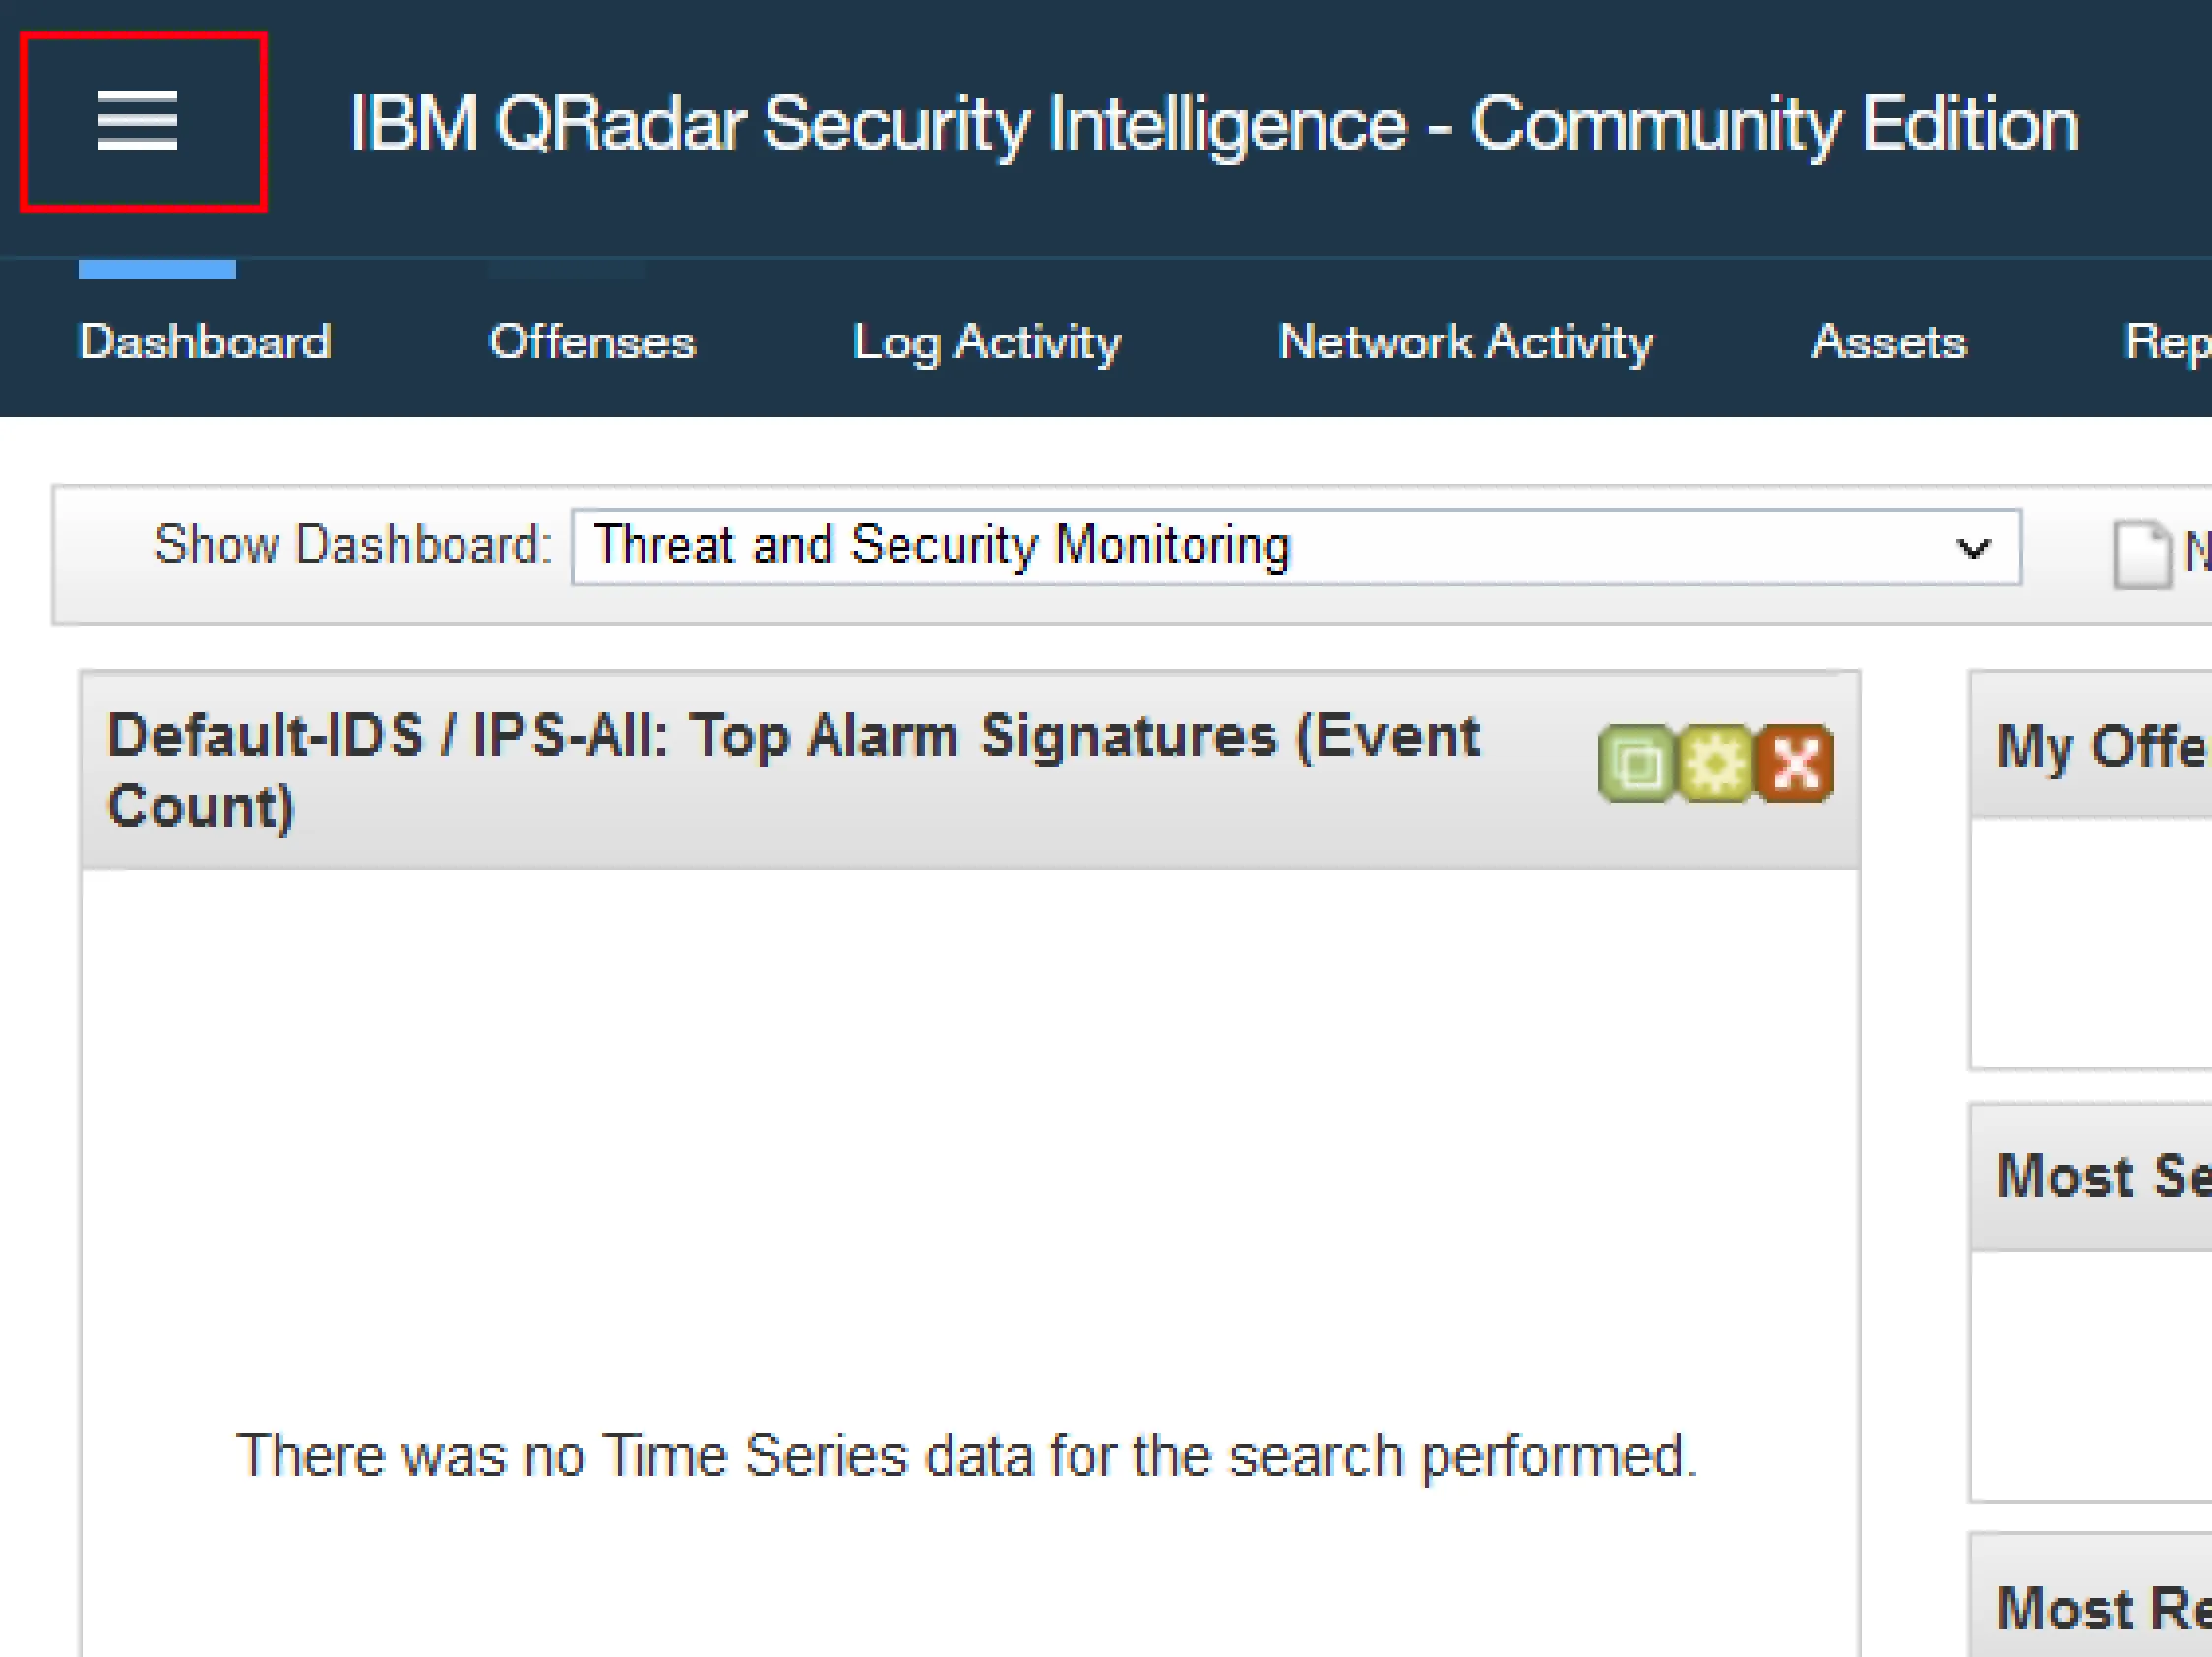 IBM QRadar Security Intelligence - Community Edition
Dashboard Offenses Log Activity Network Activity Assets Rep
Show Dashboard: Threat and Security Monitoring N
Default-IDS / IPS-All: Top Alarm Signatures (Event
Count)
There was no Time Series data for the search performed.
My Offe
Most Se
Most Re